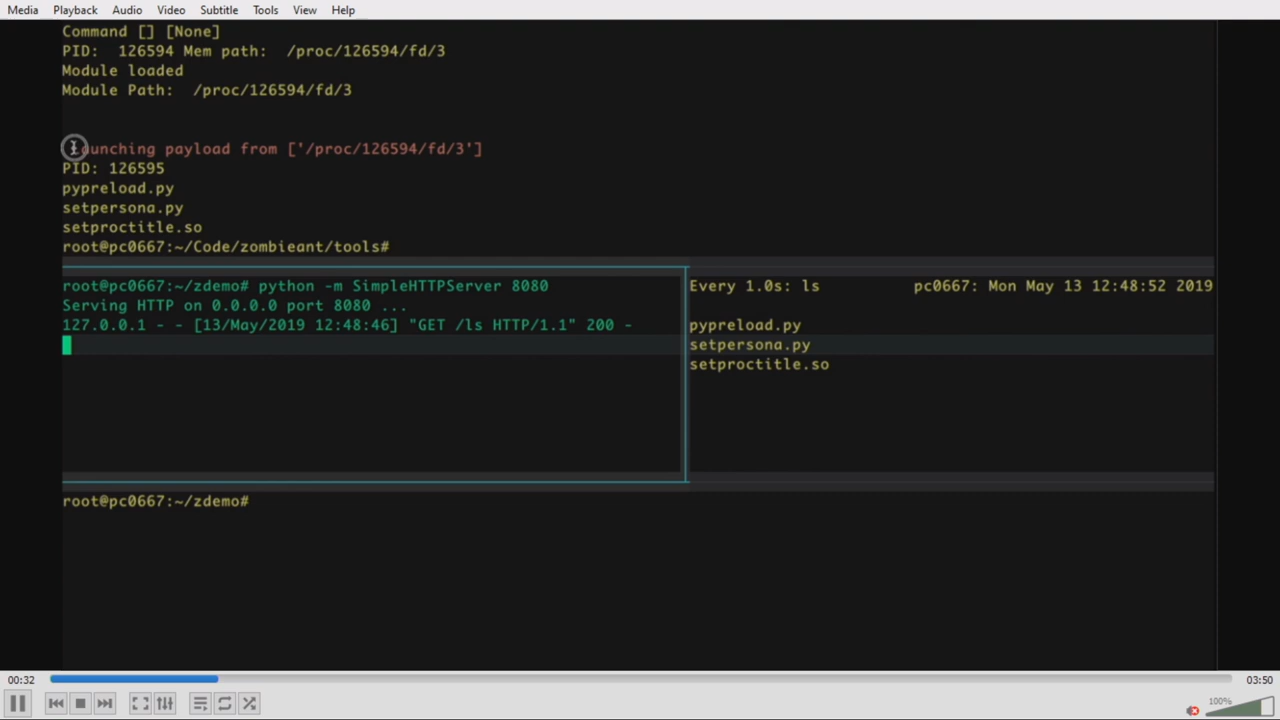 Media Playback Audio Video Subtitle Tools View Help
Command [] [None]
PID: 126594 Mem path: /proc/126594/fd/3
Module loaded
Module Path: /proc/126594/fd/3
Launching payload from ['/proc/126594/fd/3']
PID: 126595
pypreload.py
setpersona.py
setproctitle.so
root@pc0667:~/Code/zombieant/tools#
root@pc0667:~/zdemo# python -m SimpleHTTPServer 8080
Serving HTTP on 0.0.0.0 port 8080 ...
127.0.0.1 - - [13/May/2019 12:48:46] "GET /ls HTTP/1.1" 200 -
Every 1.0s: ls pc0667: Mon May 13 12:48:52 2019
pypreload.py
setpersona.py
setproctitle.so
root@pc0667:~/zdemo#
00:32 03:50
100%